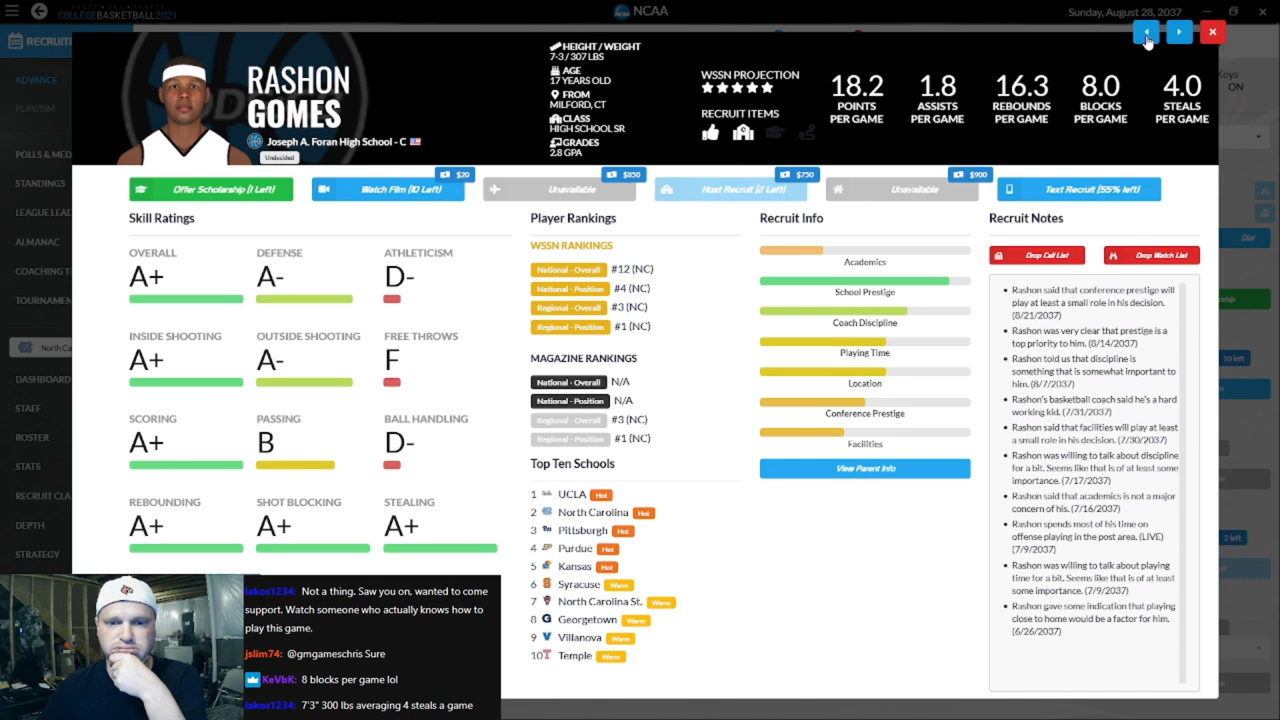 DRAFT DAY SPORTS
COLLEGE BASKETBALL 2021
NCAA
Sunday, August 28, 2037
RECRUITI
ADVANCE
PLAY/SIM
POLLS & MED
STANDINGS
LEAGUE LEAD
ALMANAC
COACHING T
TOURNAMEN
North Ca
DASHBOARD
STAFF
ROSTER
STATS
RECRUIT CLA
DEPTH
STRATEGY
RASHON
GOMES
Joseph A. Foran High School - C
Undecided
HEIGHT / WEIGHT
7-3 / 307 LBS
AGE
17 YEARS OLD
FROM
MILFORD, CT
CLASS
HIGH SCHOOL SR
GRADES
2.8 GPA
WSSN PROJECTION
RECRUIT ITEMS
18.2
POINTS
PER GAME
1.8
ASSISTS
PER GAME
16.3
REBOUNDS
PER GAME
8.0
BLOCKS
PER GAME
4.0
STEALS
PER GAME
Keys
ON
Offer Scholarship (1 Left)
$20
Watch Film (10 Left)
$850
Unavailable
$750
Host Recruit (2 Left)
$900
Unavailable
Text Recruit (55% left)
Skill Ratings
OVERALL
A+
DEFENSE
A-
ATHLETICISM
D-
INSIDE SHOOTING
A+
OUTSIDE SHOOTING
A-
FREE THROWS
F
SCORING
A+
PASSING
B
BALL HANDLING
D-
REBOUNDING
A+
SHOT BLOCKING
A+
STEALING
A+
Player Rankings
WSSN RANKINGS
National - Overall #12 (NC)
National - Position #4 (NC)
Regional - Overall #3 (NC)
Regional - Position #1 (NC)
MAGAZINE RANKINGS
National - Overall N/A
National - Position N/A
Regional - Overall #3 (NC)
Regional - Position #1 (NC)
Top Ten Schools
1 UCLA Hot
2 North Carolina Hot
3 Pittsburgh Hot
4 Purdue Hot
5 Kansas Hot
6 Syracuse Warm
7 North Carolina St. Warm
8 Georgetown Warm
9 Villanova Warm
10 Temple Warm
Recruit Info
Academics
School Prestige
Coach Discipline
Playing Time
Location
Conference Prestige
Facilities
View Parent Info
Recruit Notes
Drop Call List
Drop Watch List
Rashon said that conference prestige will
play at least a small role in his decision.
(8/21/2037)
Rashon was very clear that prestige is a
top priority to him. (8/14/2037)
Rashon told us that discipline is
something that is somewhat important to
him. (8/7/2037)
Rashon's basketball coach said he's a hard
working kid. (7/31/2037)
Rashon said that facilities will play at least
a small role in his decision. (7/30/2037)
Rashon was willing to talk about discipline
for a bit. Seems like that is of at least some
importance. (7/17/2037)
Rashon said that academics is not a major
concern of his. (7/16/2037)
Rashon spends most of his time on
offense playing in the post area. (LIVE)
(7/9/2037)
Rashon was willing to talk about playing
time for a bit. Seems like that is of at least
some importance. (7/9/2037)
Rashon gave some indication that playing
close to home would be a factor for him.
(6/26/2037)
Dial
10 left
2 left
lakos1234: Not a thing. Saw you on, wanted to come
support. Watch someone who actually knows how to
play this game.
jslim74: @gmgameschris Sure
KeVbK: 8 blocks per game lol
lakos1234: 7'3" 300 lbs averaging 4 steals a game